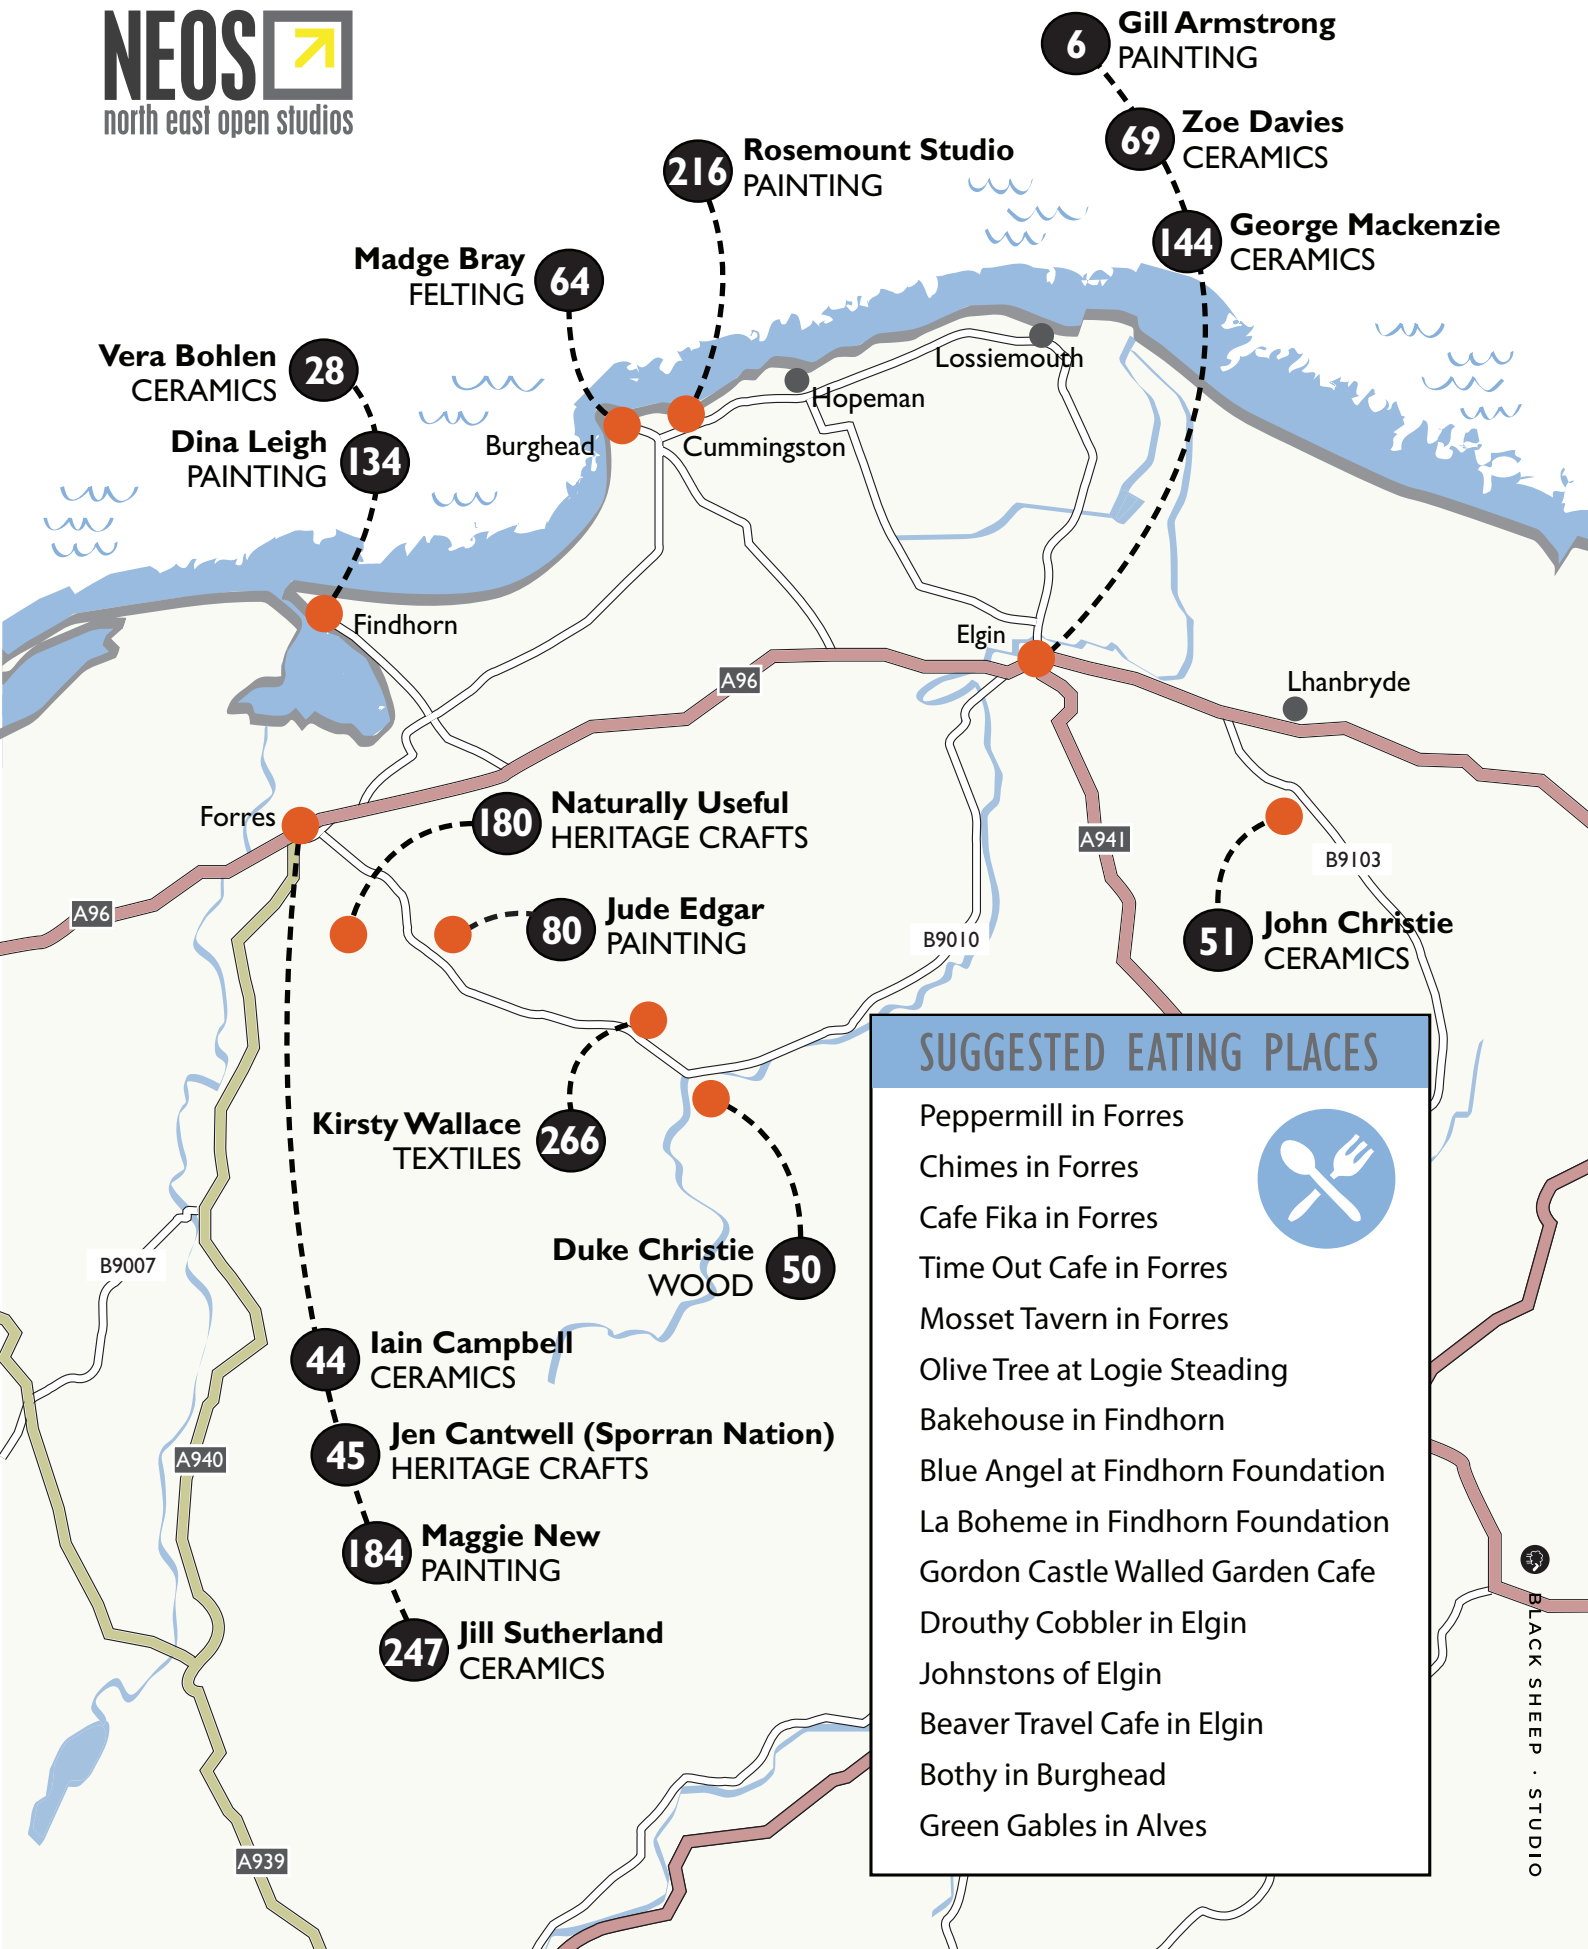 NEOS
north east open studios
6
Gill Armstrong
PAINTING
69
Zoe Davies
CERAMICS
144
George Mackenzie
CERAMICS
216
Rosemount Studio
PAINTING
Madge Bray
FELTING
64
Vera Bohlen
CERAMICS
28
Dina Leigh
PAINTING
134
Lossiemouth
Hopeman
Burghead
Cummingston
Findhorn
Elgin
Lhanbryde
A96
Forres
180
Naturally Useful
HERITAGE CRAFTS
A941
B9103
A96
80
Jude Edgar
PAINTING
B9010
51
John Christie
CERAMICS
Kirsty Wallace
TEXTILES
266
Duke Christie
WOOD
50
B9007
44
Iain Campbell
CERAMICS
45
Jen Cantwell (Sporran Nation)
HERITAGE CRAFTS
A940
184
Maggie New
PAINTING
247
Jill Sutherland
CERAMICS
A939
SUGGESTED EATING PLACES
Peppermill in Forres
Chimes in Forres
Cafe Fika in Forres
Time Out Cafe in Forres
Mosset Tavern in Forres
Olive Tree at Logie Steading
Bakehouse in Findhorn
Blue Angel at Findhorn Foundation
La Boheme in Findhorn Foundation
Gordon Castle Walled Garden Cafe
Drouthy Cobbler in Elgin
Johnstons of Elgin
Beaver Travel Cafe in Elgin
Bothy in Burghead
Green Gables in Alves
BLACK SHEEP · STUDIO